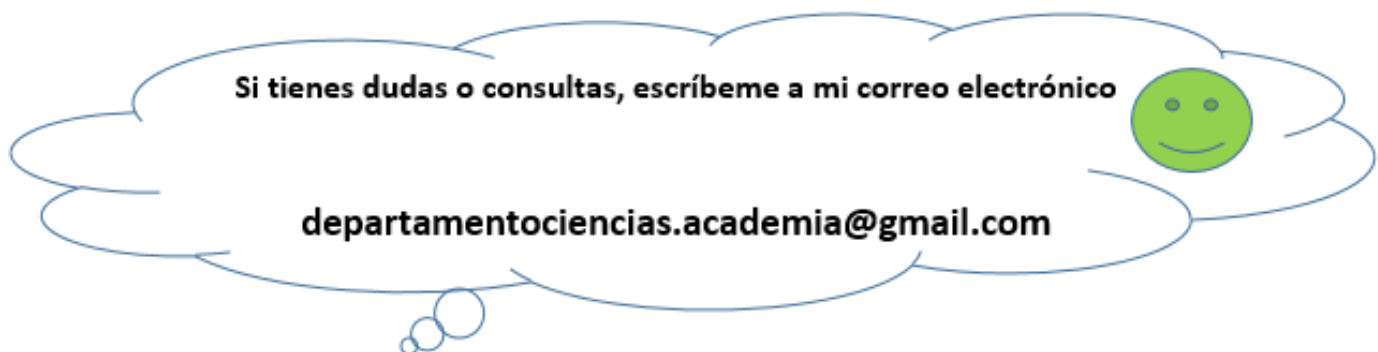 Si tienes dudas o consultas, escríbeme a mi correo electrónico
departamentociencias.academia@gmail.com